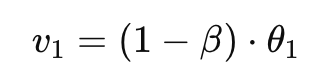 v₁ = (1 − β) · θ₁